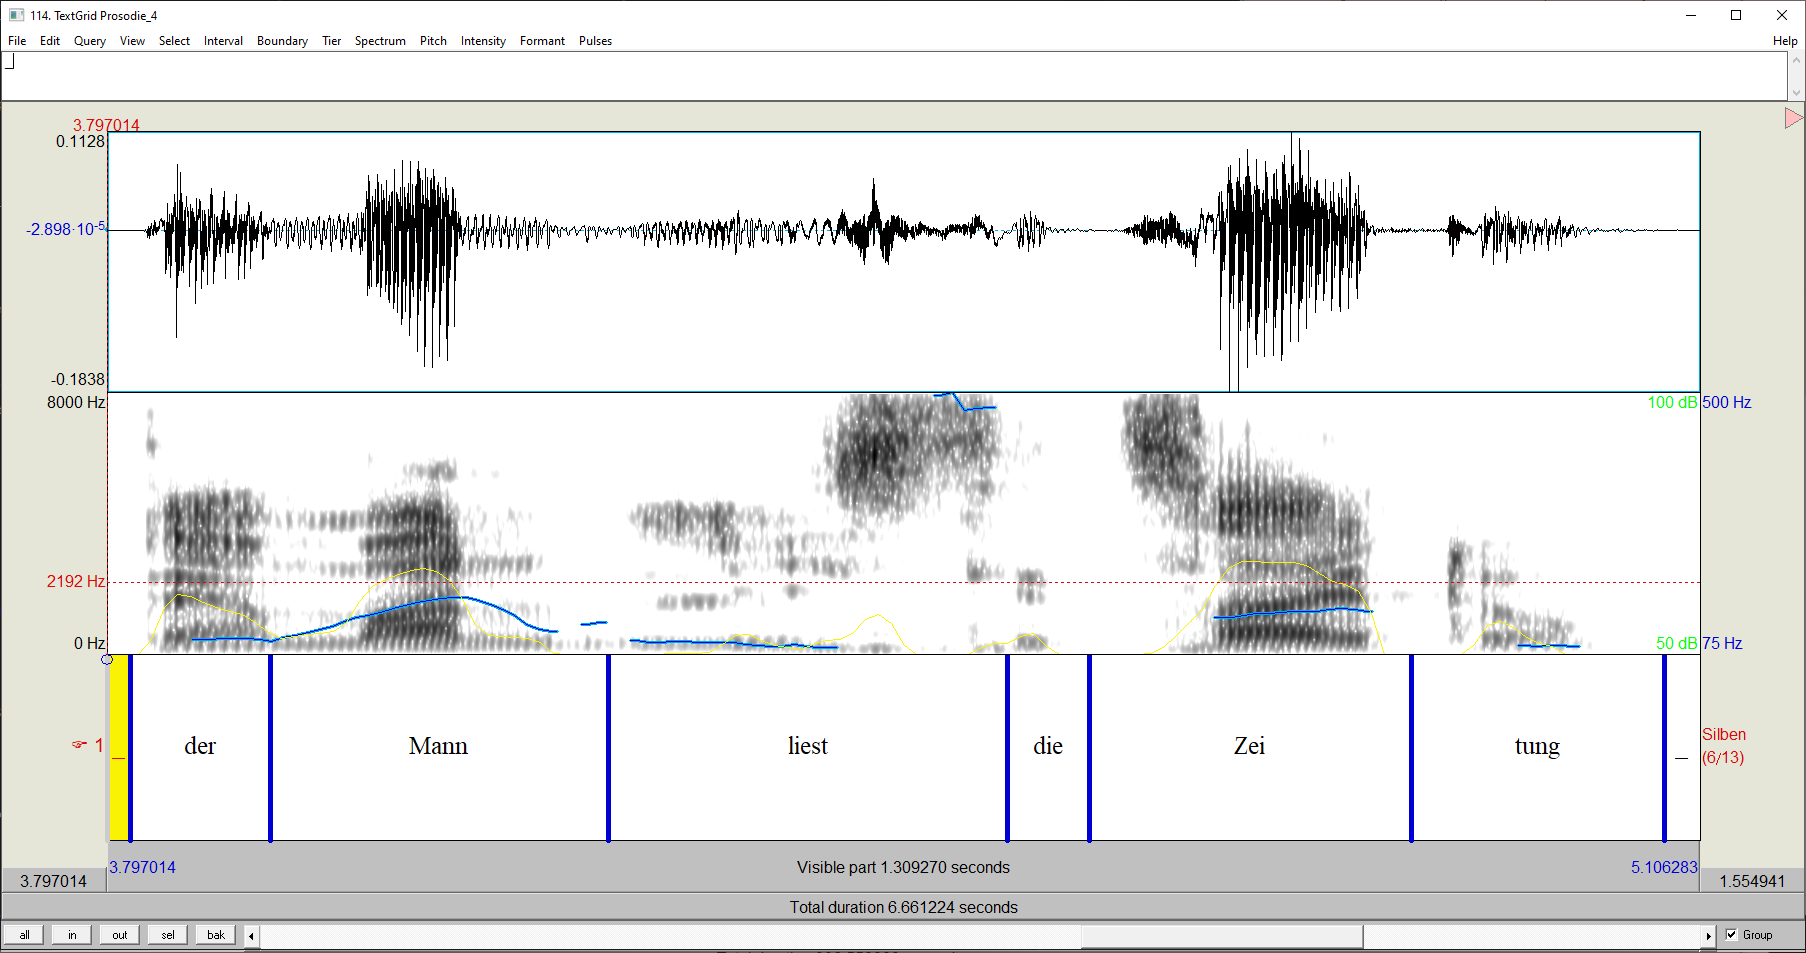 114. TextGrid Prosodie_4
File Edit Query View Select Interval Boundary Tier Spectrum Pitch Intensity Formant Pulses Help
3.797014
0.1128
-2.898·10-5
-0.1838
8000 Hz 100 dB 500 Hz
2192 Hz
0 Hz 50 dB 75 Hz
☞ 1 der Mann liest die Zei tung Silben
– – (6/13)
3.797014 Visible part 1.309270 seconds 5.106283
3.797014 1.554941
Total duration 6.661224 seconds
all in out sel bak Group